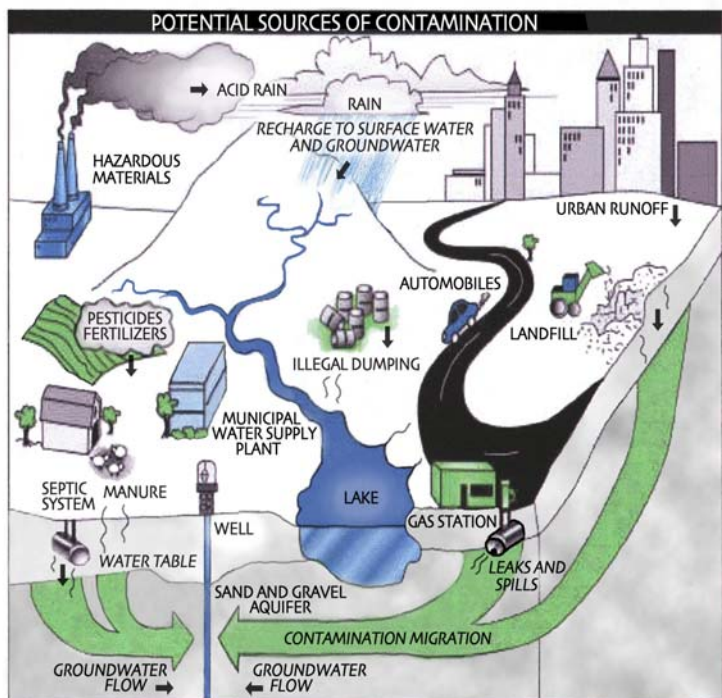 POTENTIAL SOURCES OF CONTAMINATION
ACID RAIN
RAIN
RECHARGE TO SURFACE WATER
AND GROUNDWATER
HAZARDOUS
MATERIALS
URBAN RUNOFF
AUTOMOBILES
PESTICIDES
FERTILIZERS
LANDFILL
ILLEGAL DUMPING
MUNICIPAL
WATER SUPPLY
PLANT
SEPTIC
SYSTEM
MANURE
LAKE
WELL
GAS STATION
WATER TABLE
LEAKS AND
SPILLS
SAND AND GRAVEL
AQUIFER
CONTAMINATION MIGRATION
GROUNDWATER
FLOW
GROUNDWATER
FLOW